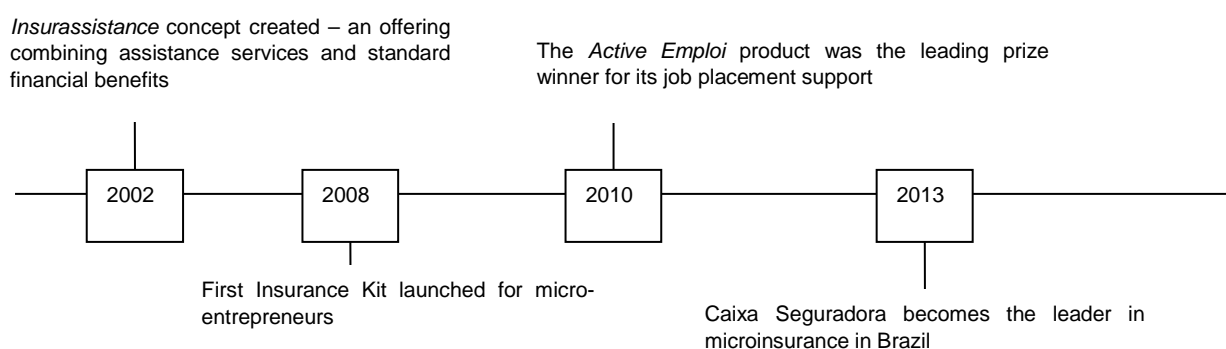 Insurassistance concept created – an offering
combining assistance services and standard
financial benefits
The Active Emploi product was the leading prize
winner for its job placement support
2002
2008
2010
2013
First Insurance Kit launched for micro-
entrepreneurs
Caixa Seguradora becomes the leader in
microinsurance in Brazil